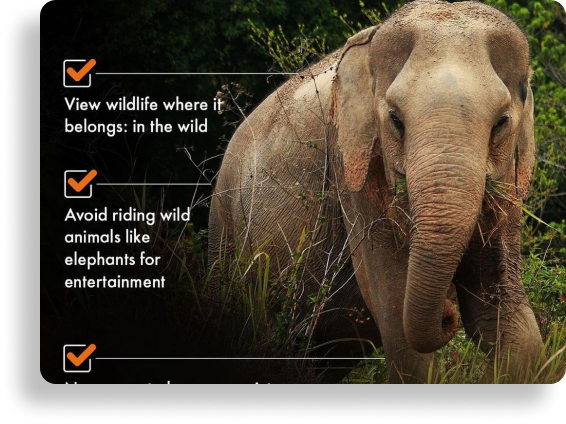 View wildlife where it
belongs: in the wild
Avoid riding wild
animals like
elephants for
entertainment